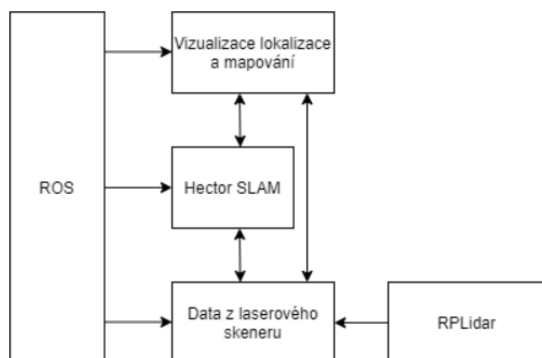 Vizualizace lokalizace
a mapování
ROS
Hector SLAM
Data z laserového
skeneru
RPLidar